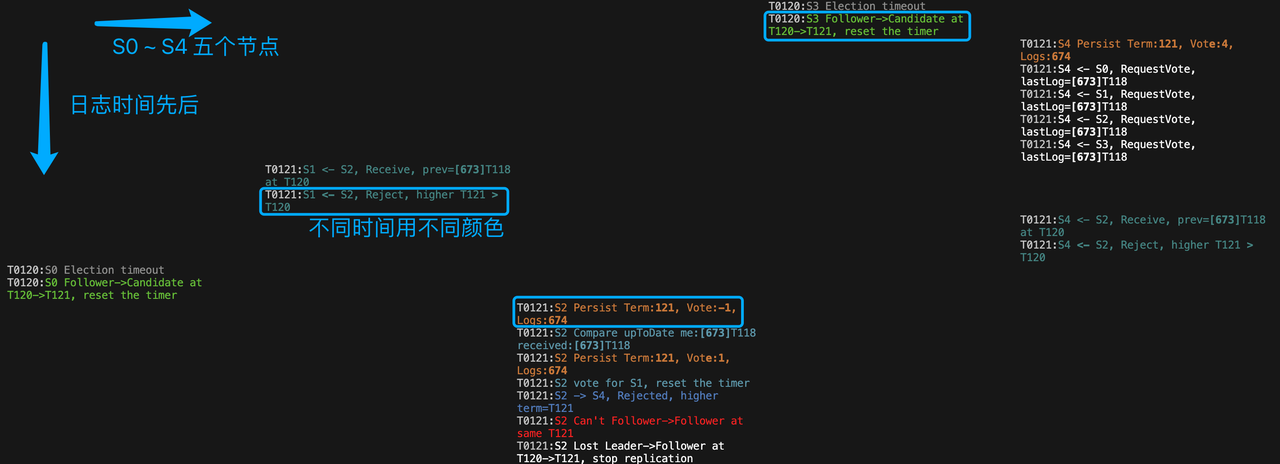 T0120:S3 Election timeout
T0120:S3 Follower->Candidate at
T120->T121, reset the timer
S0 ~ S4 五个节点
T0121:S4 Persist Term:121, Vote:4,
Logs:674
T0121:S4 <- S0, RequestVote,
lastLog=[673]T118
T0121:S4 <- S1, RequestVote,
lastLog=[673]T118
T0121:S4 <- S2, RequestVote,
lastLog=[673]T118
T0121:S4 <- S3, RequestVote,
lastLog=[673]T118
日志时间先后
T0121:S1 <- S2, Receive, prev=[673]T118
at T120
T0121:S1 <- S2, Reject, higher T121 >
T120
不同时间用不同颜色
T0121:S4 <- S2, Receive, prev=[673]T118
at T120
T0121:S4 <- S2, Reject, higher T121 >
T120
T0120:S0 Election timeout
T0120:S0 Follower->Candidate at
T120->T121, reset the timer
T0121:S2 Persist Term:121, Vote:-1,
Logs:674
T0121:S2 Compare upToDate me:[673]T118
received:[673]T118
T0121:S2 Persist Term:121, Vote:1,
Logs:674
T0121:S2 vote for S1, reset the timer
T0121:S2 -> S4, Rejected, higher
term=T121
T0121:S2 Can't Follower->Follower at
same T121
T0121:S2 Lost Leader->Follower at
T120->T121, stop replication